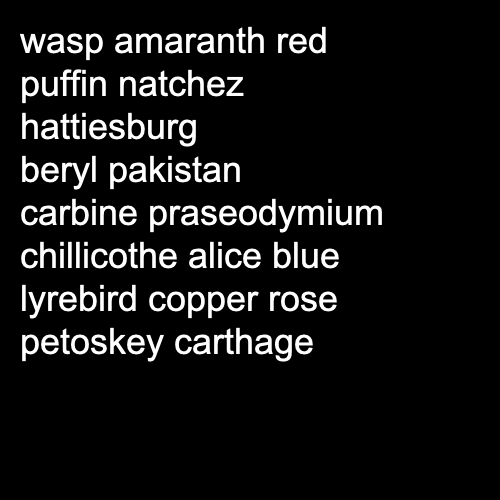 wasp amaranth red
puffin natchez
hattiesburg
beryl pakistan
carbine praseodymium
chillicothe alice blue
lyrebird copper rose
petoskey carthage